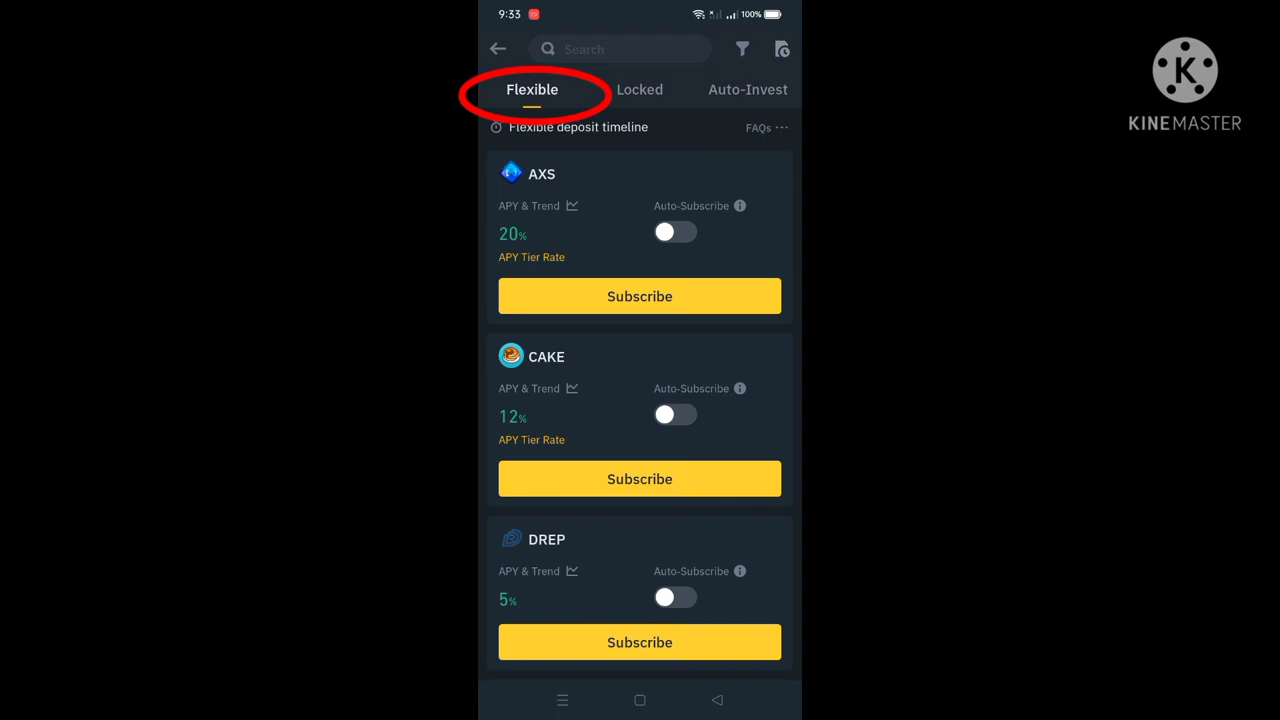 9:33
100%
Search
K
KINEMASTER
Flexible
Locked
Auto-Invest
Flexible deposit timeline
FAQs ···
AXS
APY & Trend
Auto-Subscribe
20%
APY Tier Rate
Subscribe
CAKE
APY & Trend
Auto-Subscribe
12%
APY Tier Rate
Subscribe
DREP
APY & Trend
Auto-Subscribe
5%
Subscribe